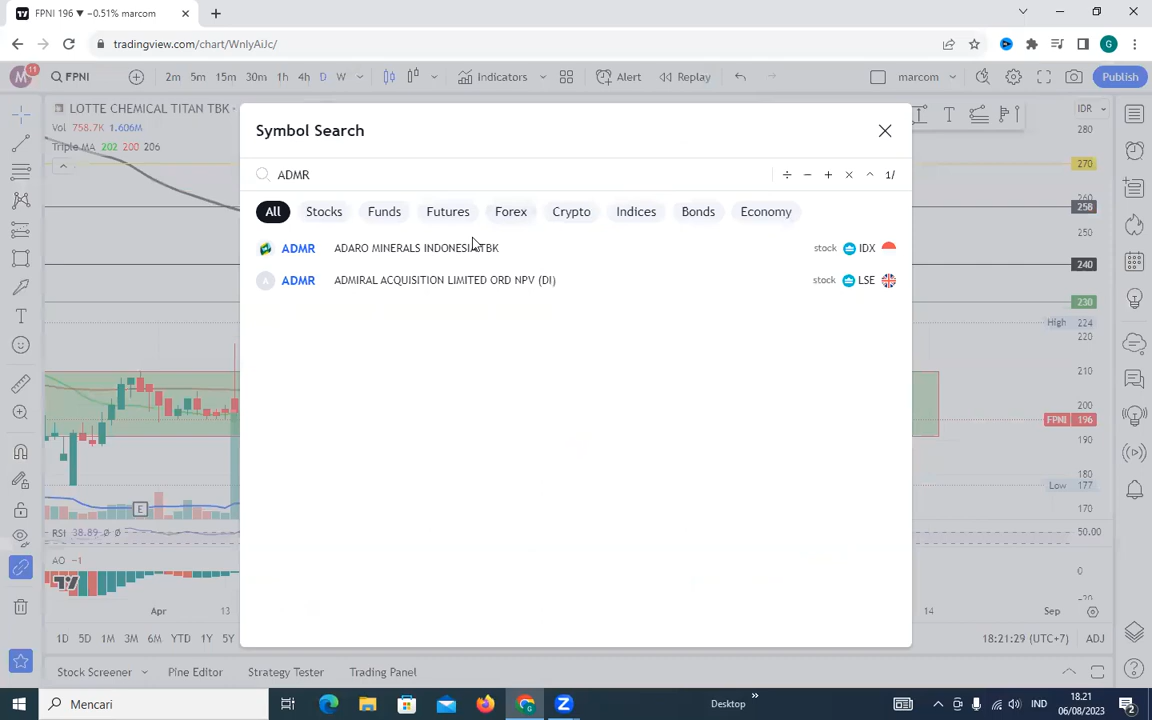 FPNI 196 ▼ −0.51% marcom
tradingview.com/chart/WnlyAiJc/
G
M 11 FPNI 2m 5m 15m 30m 1h 4h D W Indicators Alert Replay marcom Publish
LOTTE CHEMICAL TITAN TBK ·
Vol 758.7K 1.606M
Triple MA 202 200 206
IDR
280
270
258
250
240
230
High 224
220
210
200
FPNI 196
190
180
Low 177
170
50.00
0
Symbol Search
ADMR
÷ − + × ^ 1/
All Stocks Funds Futures Forex Crypto Indices Bonds Economy
ADMR ADARO MINERALS INDONESIA TBK stock IDX
A ADMR ADMIRAL ACQUISITION LIMITED ORD NPV (DI) stock LSE
E
RSI 38.89 ∅ ∅
AO −1
Apr 13 14 Sep
1D 5D 1M 3M 6M YTD 1Y 5Y 18:21:29 (UTC+7) ADJ
Stock Screener Pine Editor Strategy Tester Trading Panel
Mencari Desktop » IND 18.21
06/08/2023 2